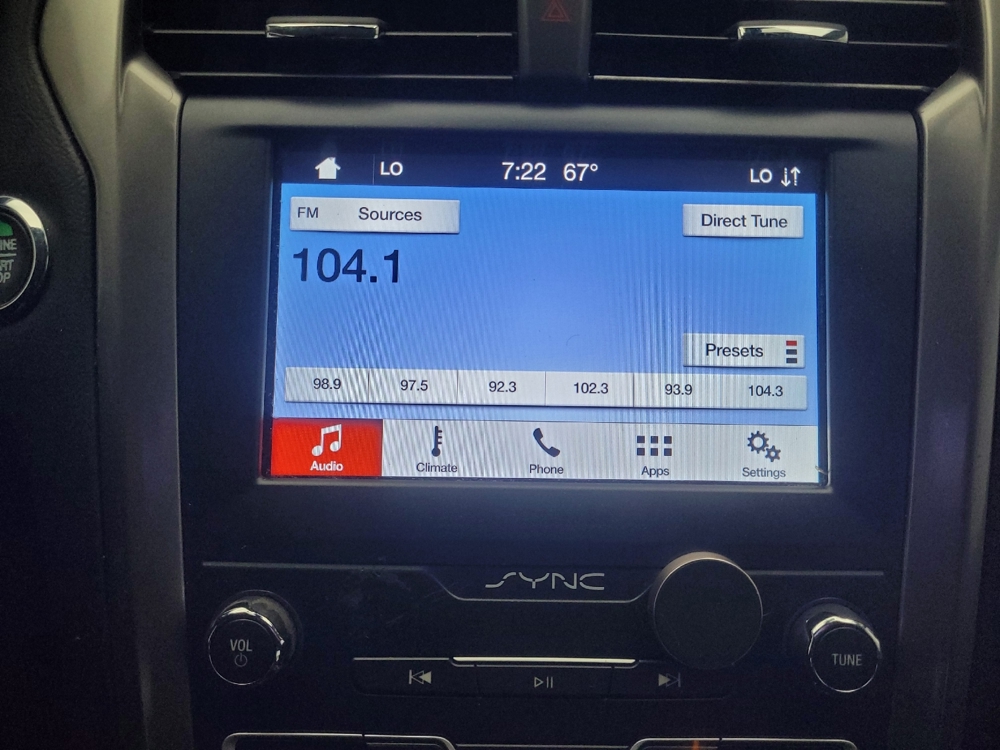 LO 7:22 67° LO
FM Sources Direct Tune
104.1
Presets
98.9 97.5 92.3 102.3 93.9 104.3
Audio Climate Phone Apps Settings
SYNC
VOL
TUNE